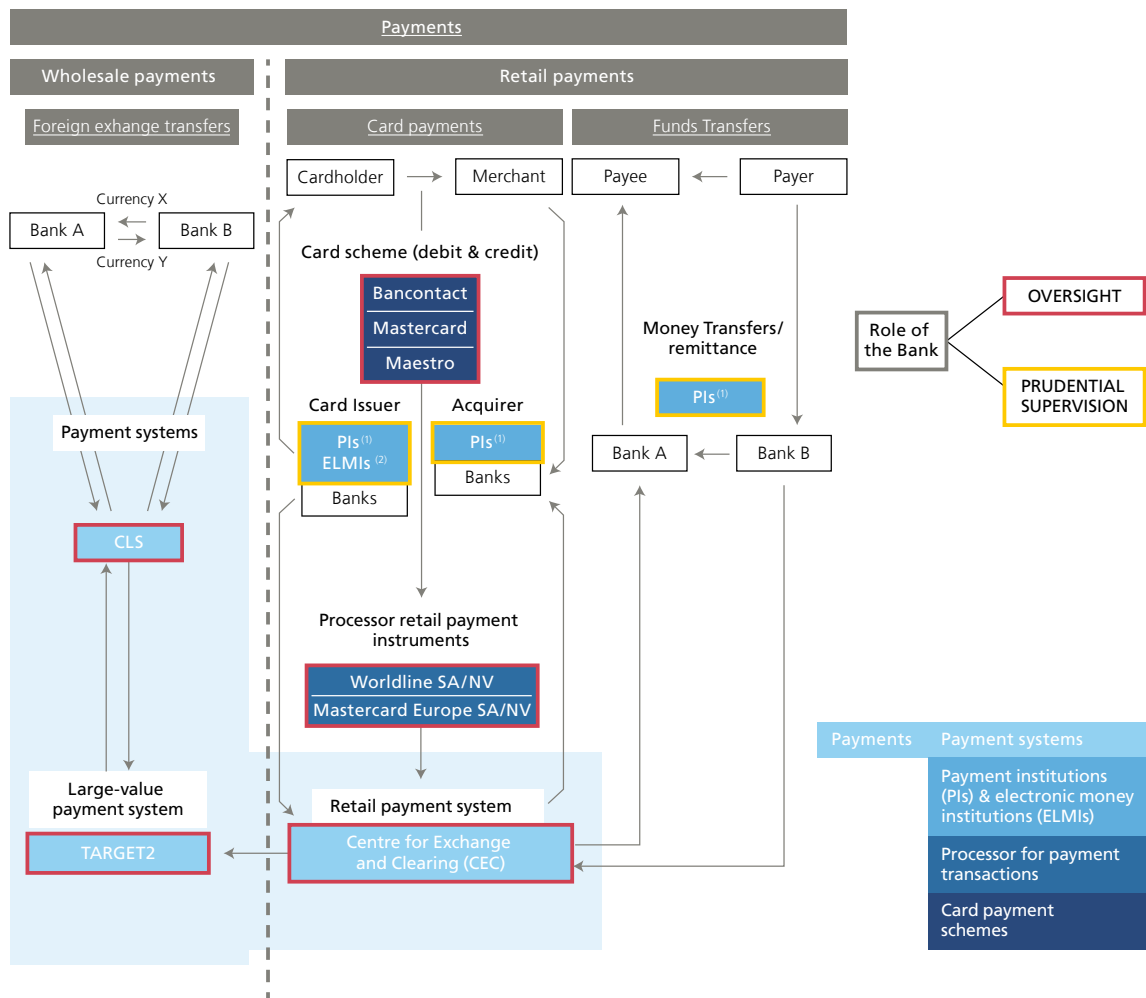 Payments
Wholesale payments
Retail payments
Foreign exhange transfers
Card payments
Funds Transfers
Cardholder
Merchant
Payee
Payer
Currency X
Bank A
Bank B
Currency Y
Card scheme (debit & credit)
Bancontact
Mastercard
Maestro
Money Transfers/
remittance
PIs (1)
Role of
the Bank
OVERSIGHT
PRUDENTIAL
SUPERVISION
Card Issuer
Acquirer
PIs (1)
ELMIs (2)
Banks
PIs (1)
Banks
Bank A
Bank B
Payment systems
CLS
Processor retail payment
instruments
Worldline SA/NV
Mastercard Europe SA/NV
Large-value
payment system
TARGET2
Retail payment system
Centre for Exchange
and Clearing (CEC)
Payments
Payment systems
Payment institutions
(PIs) & electronic money
institutions (ELMIs)
Processor for payment
transactions
Card payment
schemes